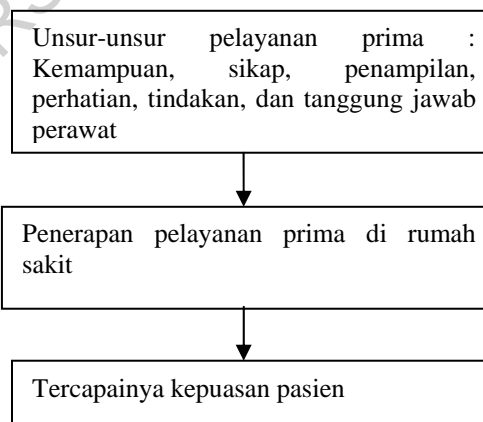 Unsur-unsur pelayanan prima :
Kemampuan, sikap, penampilan,
perhatian, tindakan, dan tanggung jawab
perawat
Penerapan pelayanan prima di rumah
sakit
Tercapainya kepuasan pasien